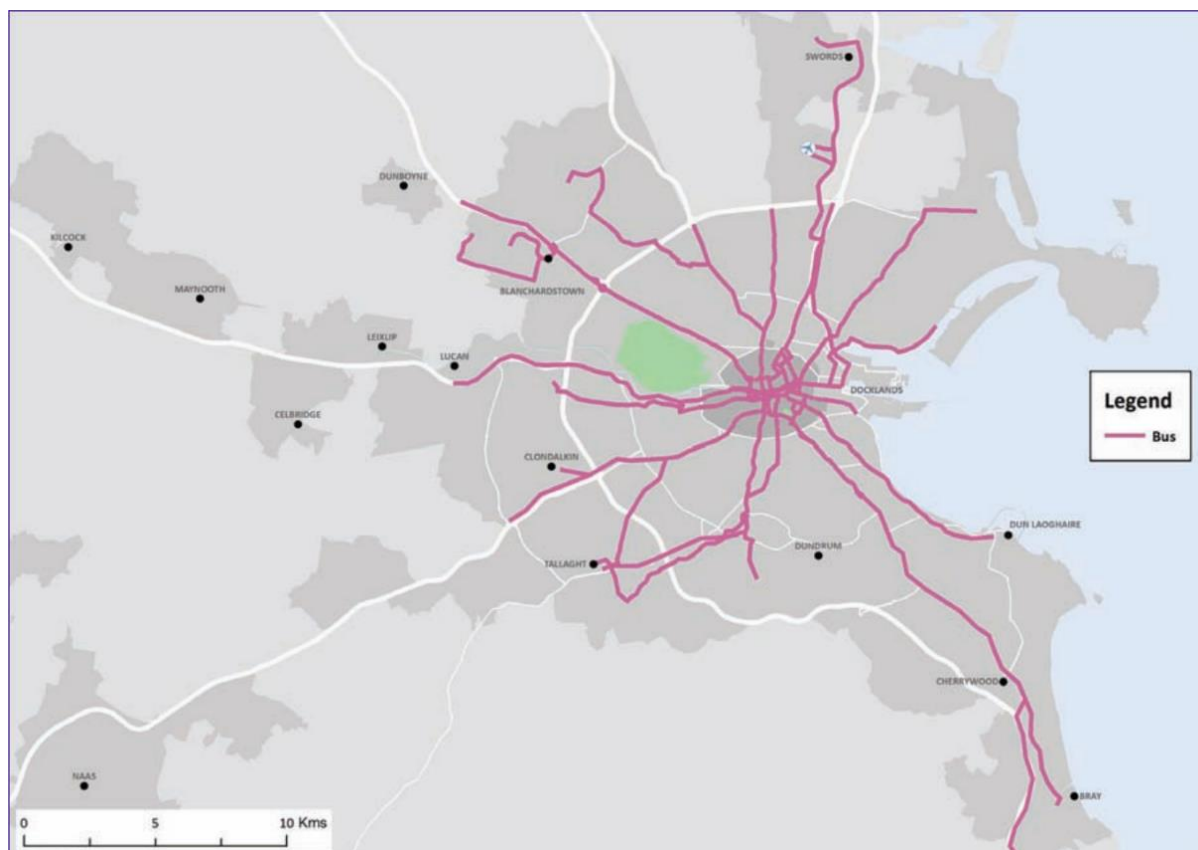 SWORDS
DUNBOYNE
KILCOCK
MAYNOOTH
BLANCHARDSTOWN
LEIXLIP
LUCAN
CELBRIDGE
DOCKLANDS
CLONDALKIN
DUN LAOGHAIRE
DUNDRUM
TALLAGHT
CHERRYWOOD
NAAS
BRAY
Legend
Bus
0 5 10 Kms